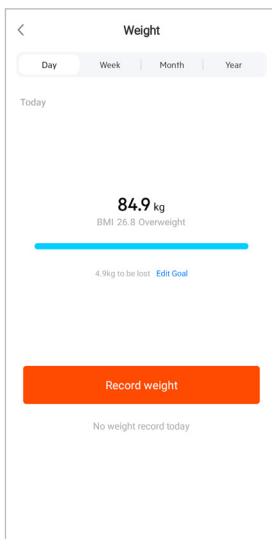 Weight
Day Week Month Year
Today
84.9 kg
BMI 26.8 Overweight
4.9kg to be lost Edit Goal
Record weight
No weight record today